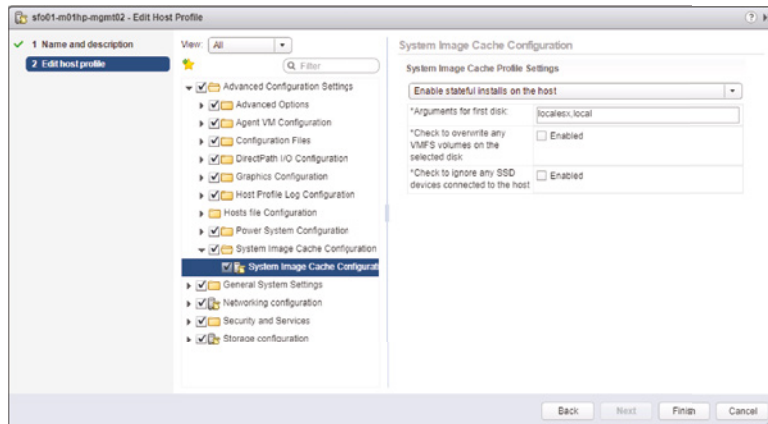 sfo01-m01hp-mgmt02 - Edit Host Profile
1 Name and description
2 Edit host profile
View: All
Filter
Advanced Configuration Settings
Advanced Options
Agent VM Configuration
Configuration Files
DirectPath I/O Configuration
Graphics Configuration
Host Profile Log Configuration
Hosts file Configuration
Power System Configuration
System Image Cache Configuration
System Image Cache Configurati
General System Settings
Networking configuration
Security and Services
Storage configuration
System Image Cache Configuration
System Image Cache Profile Settings
Enable stateful installs on the host
*Arguments for first disk:
localesx,local
*Check to overwrite any
VMFS volumes on the
selected disk
Enabled
*Check to ignore any SSD
devices connected to the host
Enabled
Back
Next
Finish
Cancel